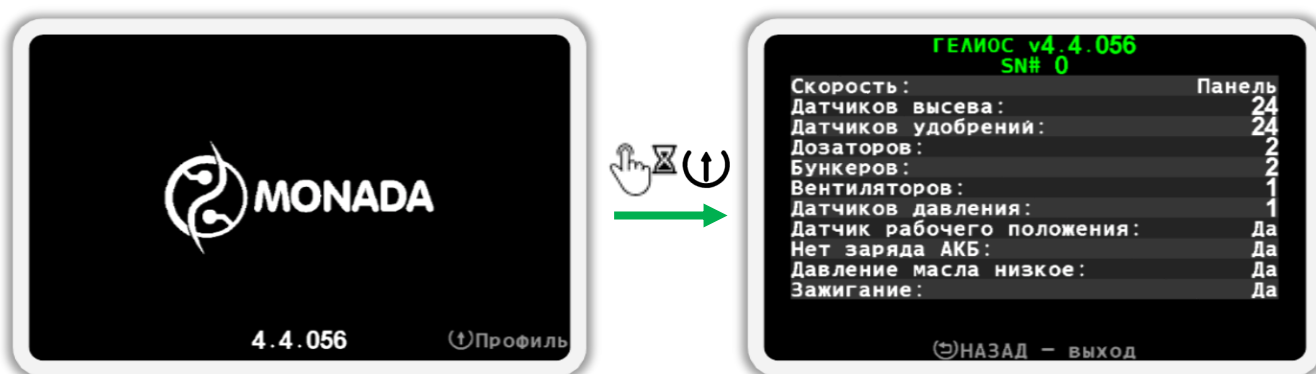 MONADA
4.4.056
Профиль
ГЕЛИОС v4.4.056
SN# 0
Скорость: Панель
Датчиков высева: 24
Датчиков удобрений: 24
Дозаторов: 2
Бункеров: 2
Вентиляторов: 1
Датчиков давления: 1
Датчик рабочего положения: Да
Нет заряда АКБ: Да
Давление масла низкое: Да
Зажигание: Да
НАЗАД — выход